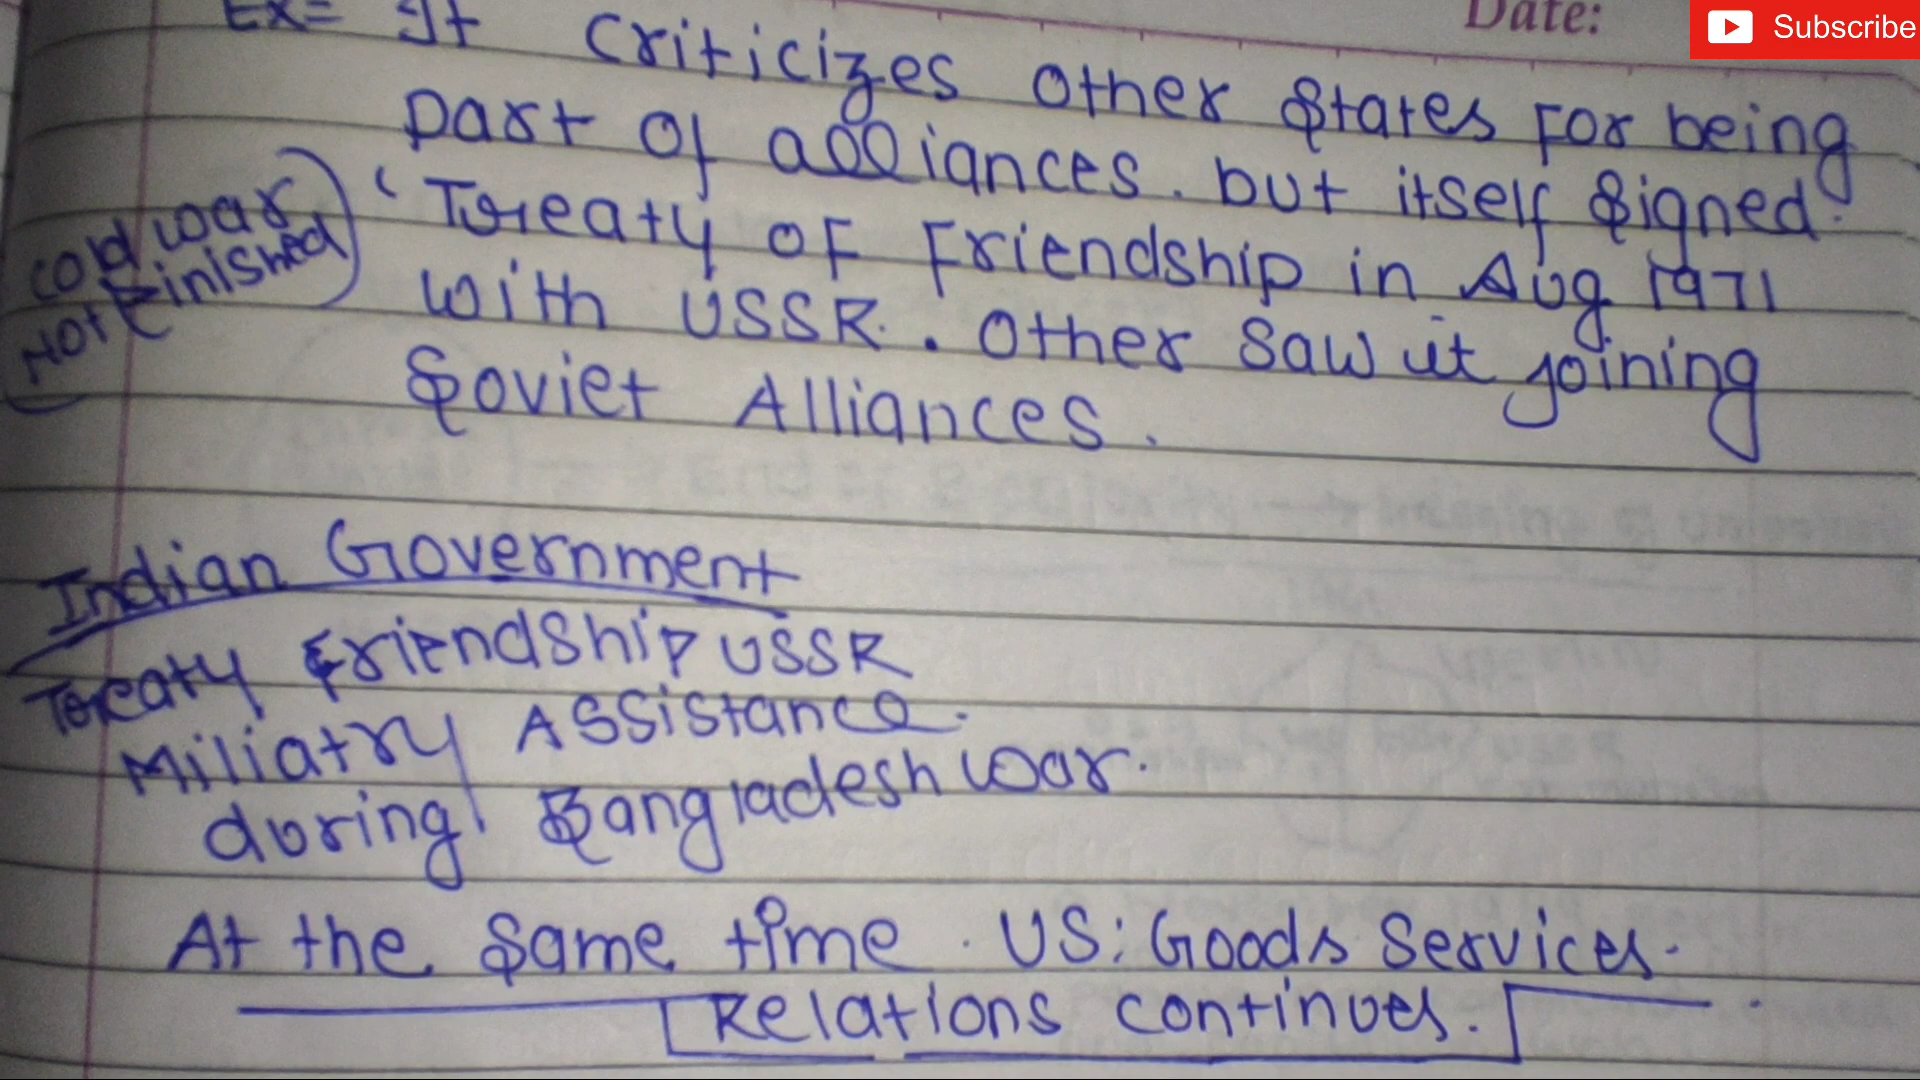 Date:
Subscribe
Ex= It criticizes other states for being
part of alliances. but itself signed.
'Treaty of Friendship in Aug 1971
with USSR. Other saw it joining
Soviet Alliances.
cold war
not finished
Indian Government
Treaty friendship USSR
Miliatry Assistance.
during Bangladesh war.
At the same time. US: Goods Services.
Relations continues.